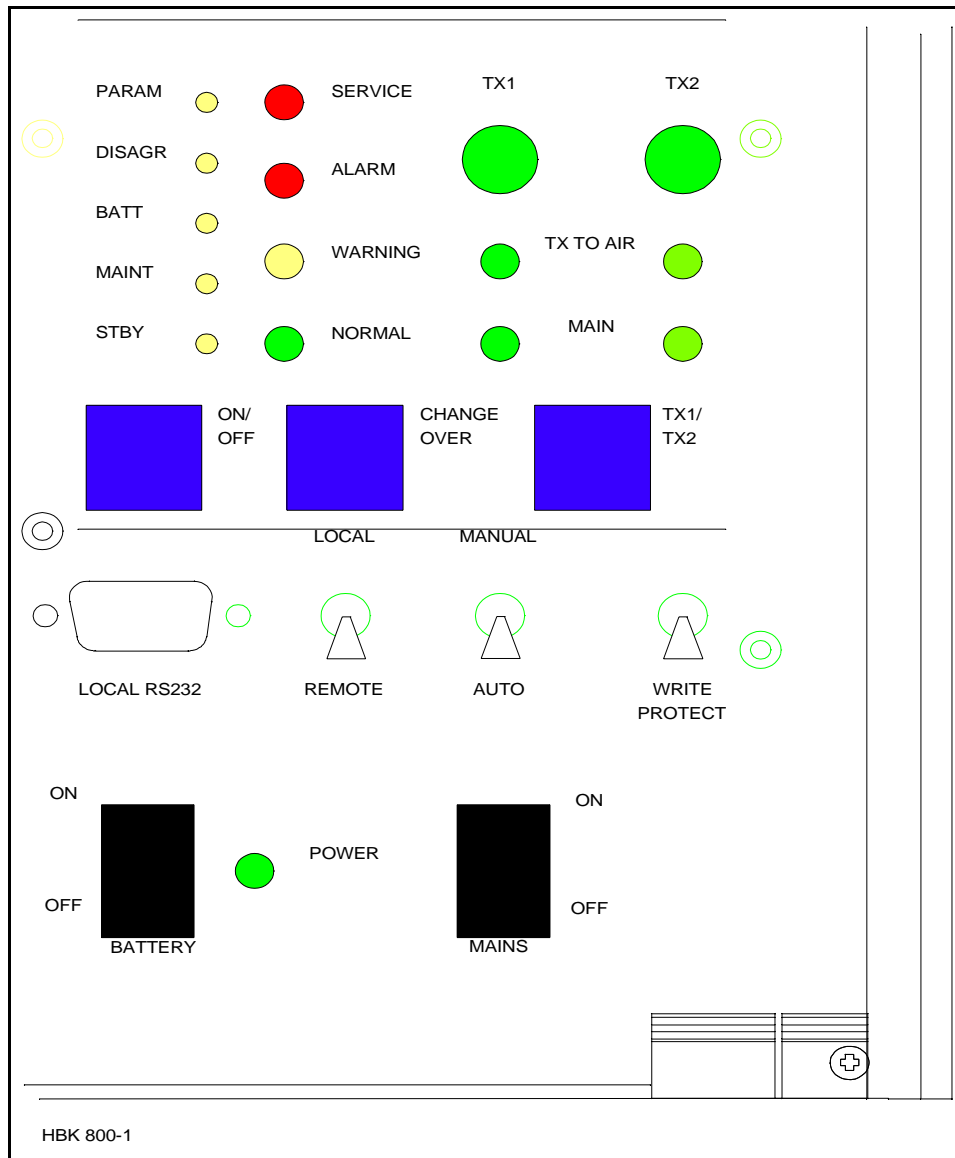 TX1
TX2
PARAM
SERVICE
DISAGR
ALARM
BATT
TX TO AIR
WARNING
MAINT
MAIN
STBY
NORMAL
ON/
OFF
CHANGE
OVER
TX1/
TX2
LOCAL
MANUAL
LOCAL RS232
REMOTE
AUTO
WRITE
PROTECT
ON
ON
POWER
OFF
OFF
BATTERY
MAINS
HBK 800-1